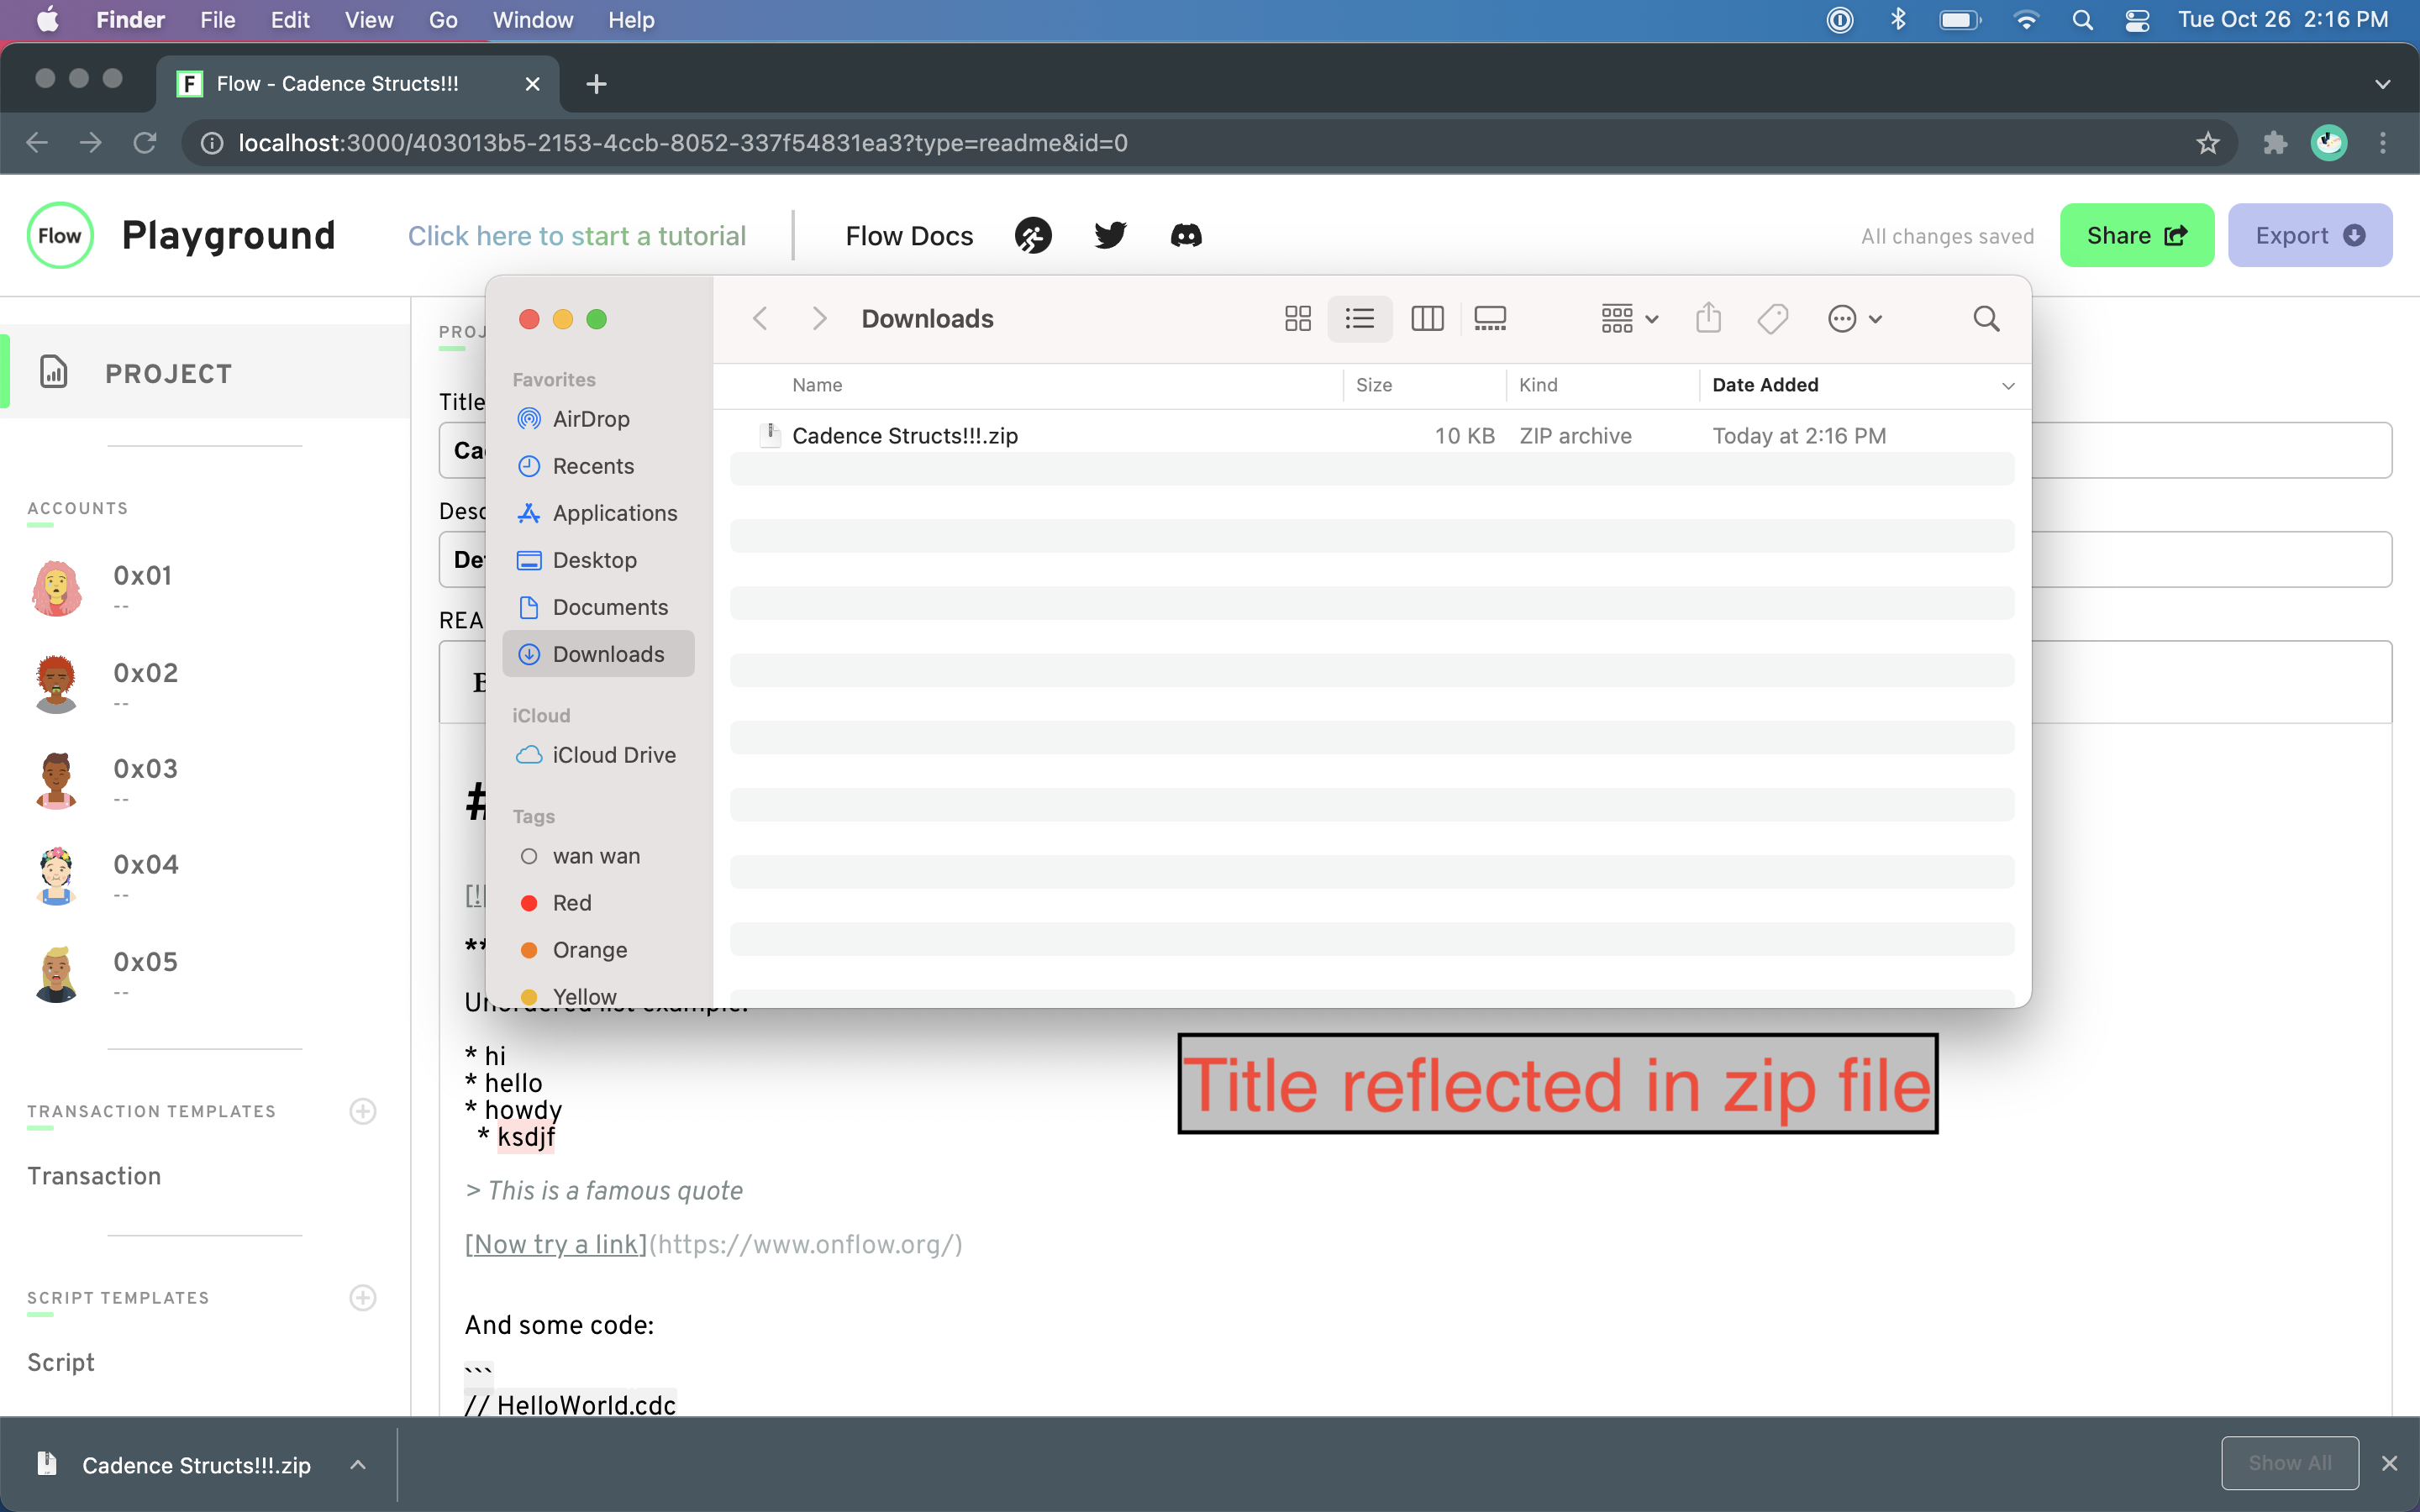 Finder File Edit View Go Window Help Tue Oct 26 2:16 PM
F Flow - Cadence Structs!!!
localhost:3000/403013b5-2153-4ccb-8052-337f54831ea3?type=readme&id=0
Flow Playground Click here to start a tutorial Flow Docs All changes saved Share Export
PROJECT
ACCOUNTS
0x01
--
0x02
--
0x03
--
0x04
--
0x05
--
TRANSACTION TEMPLATES
Transaction
SCRIPT TEMPLATES
Script
PROJ
Title
Ca
Desc
De
REA
B
#
[!
**
Downloads
Favorites
AirDrop
Recents
Applications
Desktop
Documents
Downloads
iCloud
iCloud Drive
Tags
wan wan
Red
Orange
Yellow
Name Size Kind Date Added
Cadence Structs!!!.zip 10 KB ZIP archive Today at 2:16 PM
Unordered list example:
* hi
* hello
* howdy
* ksdjf
> This is a famous quote
[Now try a link](https://www.onflow.org/)
And some code:
```
// HelloWorld.cdc
Title reflected in zip file
Cadence Structs!!!.zip Show All